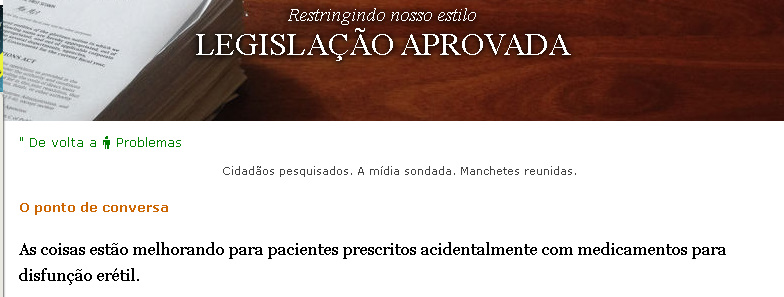 Restringindo nosso estilo
LEGISLAÇÃO APROVADA
" De volta a Problemas
Cidadãos pesquisados. A mídia sondada. Manchetes reunidas.
O ponto de conversa
As coisas estão melhorando para pacientes prescritos acidentalmente com medicamentos para
disfunção erétil.